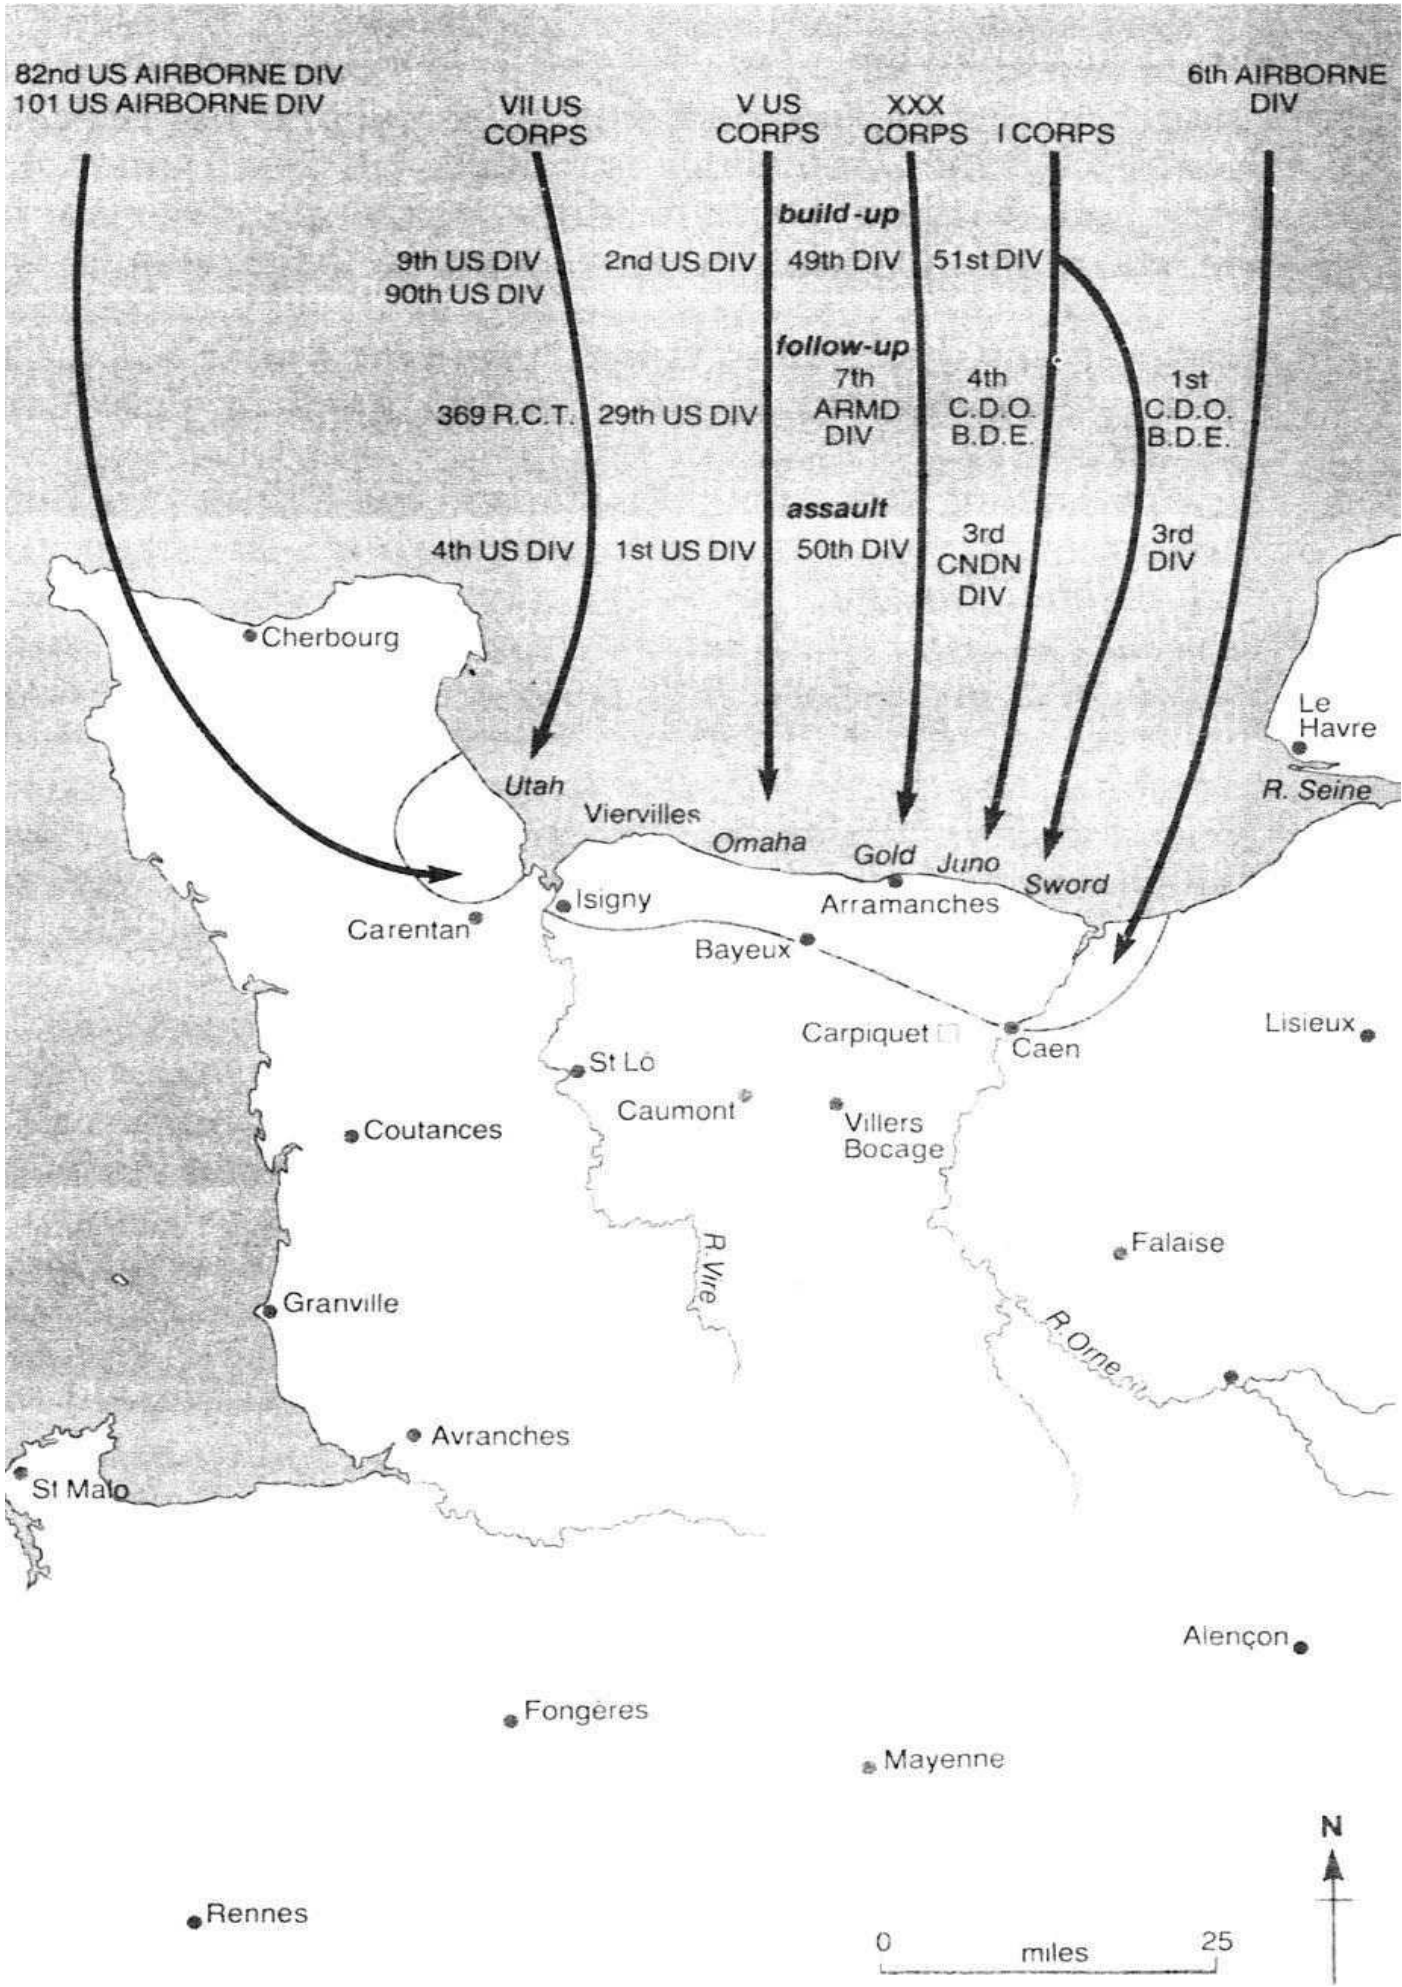 82nd US AIRBORNE DIV
101 US AIRBORNE DIV
VII US
CORPS
V US
CORPS
XXX
CORPS
I CORPS
6th AIRBORNE
DIV
build-up
9th US DIV
90th US DIV
2nd US DIV
49th DIV
51st DIV
follow-up
369 R.C.T.
29th US DIV
7th
ARMD
DIV
4th
C.D.O.
B.D.E.
1st
C.D.O.
B.D.E.
assault
4th US DIV
1st US DIV
50th DIV
3rd
CNDN
DIV
3rd
DIV
Cherbourg
Le
Havre
R. Seine
Utah
Viervilles
Omaha
Gold
Juno
Sword
Isigny
Arramanches
Carentan
Bayeux
Carpiquet
Caen
Lisieux
St Lô
Caumont
Villers
Bocage
Coutances
R. Vire
Falaise
Granville
R. Orne
Avranches
St Malo
Alençon
Fongères
Mayenne
N
Rennes
0
miles
25